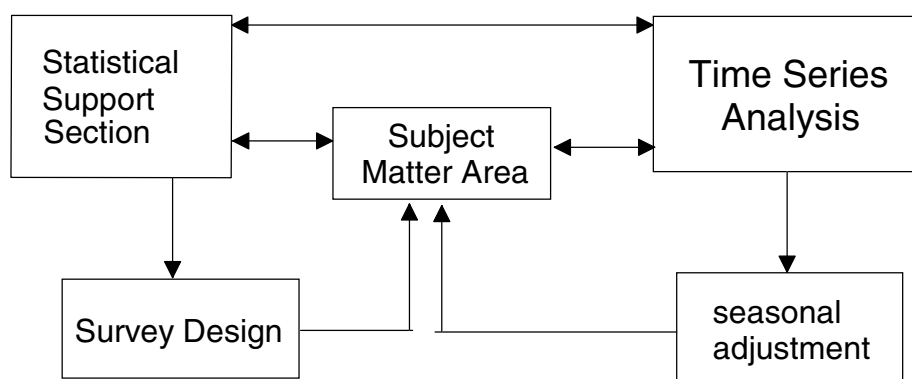 Statistical
Support
Section
Time Series
Analysis
Subject
Matter Area
Survey Design
seasonal
adjustment